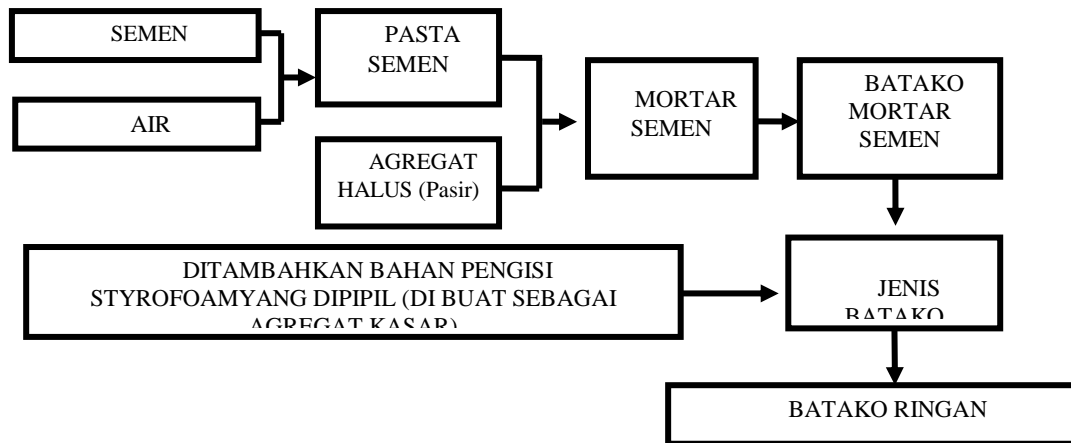 SEMEN
AIR
PASTA
SEMEN
AGREGAT
HALUS (Pasir)
MORTAR
SEMEN
BATAKO
MORTAR
SEMEN
DITAMBAHKAN BAHAN PENGISI
STYROFOAMYANG DIPIPIL (DI BUAT SEBAGAI
AGREGAT KASAR)
JENIS
BATAKO
BATAKO RINGAN